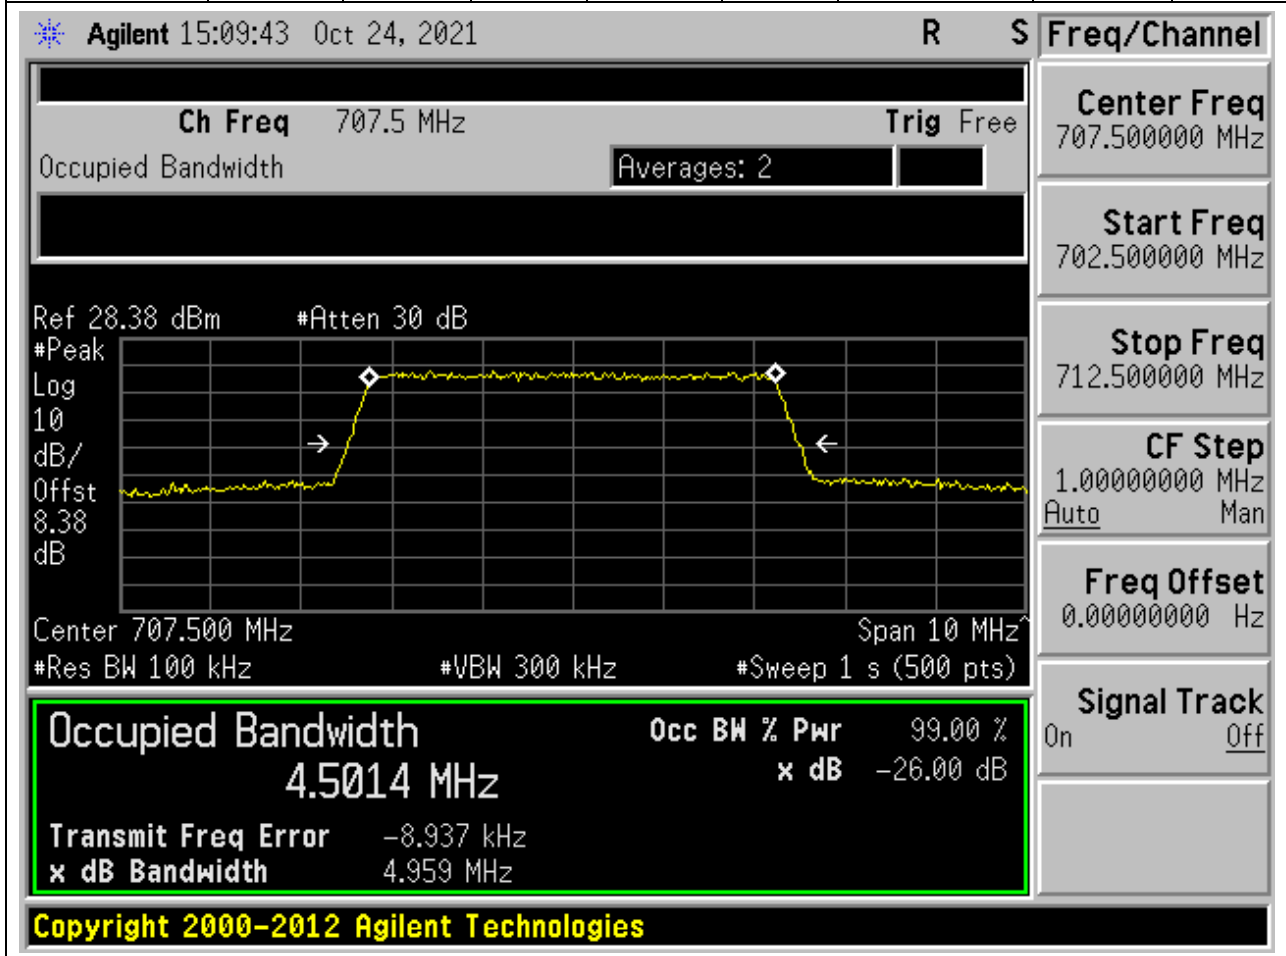 Agilent 15:09:43 Oct 24, 2021 R S
Freq/Channel
Ch Freq 707.5 MHz Trig Free
Occupied Bandwidth Averages: 2
Center Freq
707.500000 MHz
Start Freq
702.500000 MHz
Stop Freq
712.500000 MHz
CF Step
1.00000000 MHz
Auto Man
Freq Offset
0.00000000 Hz
Signal Track
On Off
Ref 28.38 dBm #Atten 30 dB
#Peak
Log
10
dB/
Offst
8.38
dB
Center 707.500 MHz Span 10 MHz^
#Res BW 100 kHz #VBW 300 kHz #Sweep 1 s (500 pts)
Occupied Bandwidth Occ BW % Pwr 99.00 %
4.5014 MHz x dB -26.00 dB
Transmit Freq Error -8.937 kHz
x dB Bandwidth 4.959 MHz
Copyright 2000-2012 Agilent Technologies